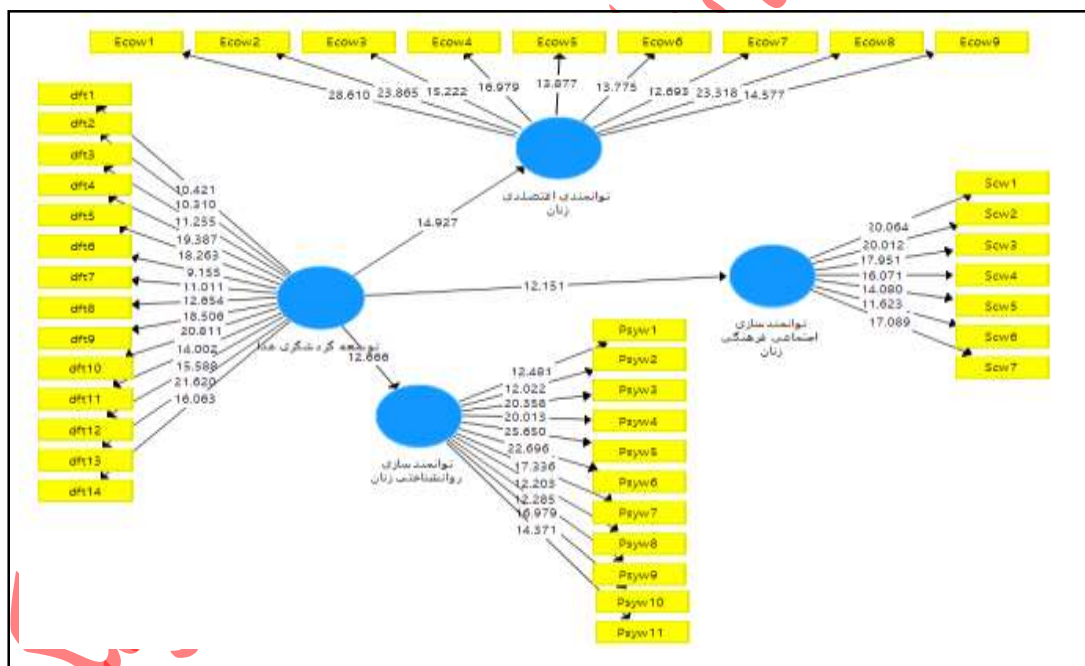 Ecow1 Ecow2 Ecow3 Ecow4 Ecow5 Ecow6 Ecow7 Ecow8 Ecow9
28.610 23.865 15.222 16.979 13.877 13.775 12.693 23.318 14.577
توانمندی اقتصادی
زنان
dft1
dft2
dft3
dft4
dft5
dft6
dft7
dft8
dft9
dft10
dft11
dft12
dft13
dft14
10.421
10.310
11.255
19.387
18.263
9.155
11.011
12.654
18.506
20.811
14.002
15.588
21.620
16.063
توسعه گردشگری غذا
14.927
12.151
12.666
Scw1
Scw2
Scw3
Scw4
Scw5
Scw6
Scw7
20.064
20.012
17.951
16.071
14.080
11.623
17.089
توانمندسازی
اجتماعی فرهنگی
زنان
Psyw1
Psyw2
Psyw3
Psyw4
Psyw5
Psyw6
Psyw7
Psyw8
Psyw9
Psyw10
Psyw11
12.481
12.022
20.358
20.013
25.650
22.696
17.336
12.203
12.285
16.979
14.371
توانمندسازی
روانشناختی زنان